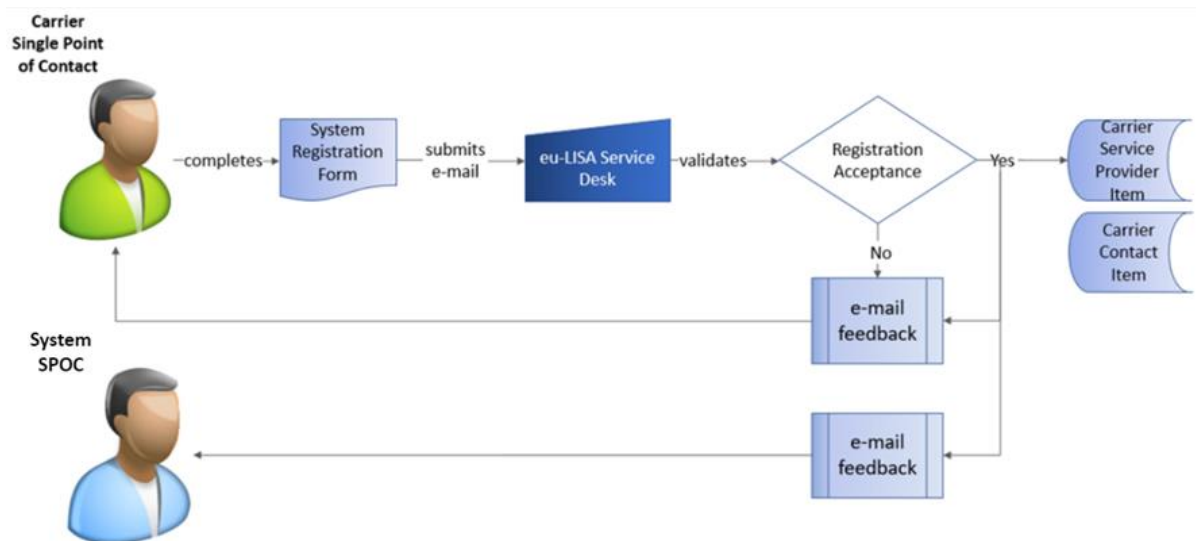 Carrier
Single Point
of Contact
completes
System
Registration
Form
submits
e-mail
eu-LISA Service
Desk
validates
Registration
Acceptance
Yes
Carrier
Service
Provider
Item
Carrier
Contact
Item
No
e-mail
feedback
System
SPOC
e-mail
feedback